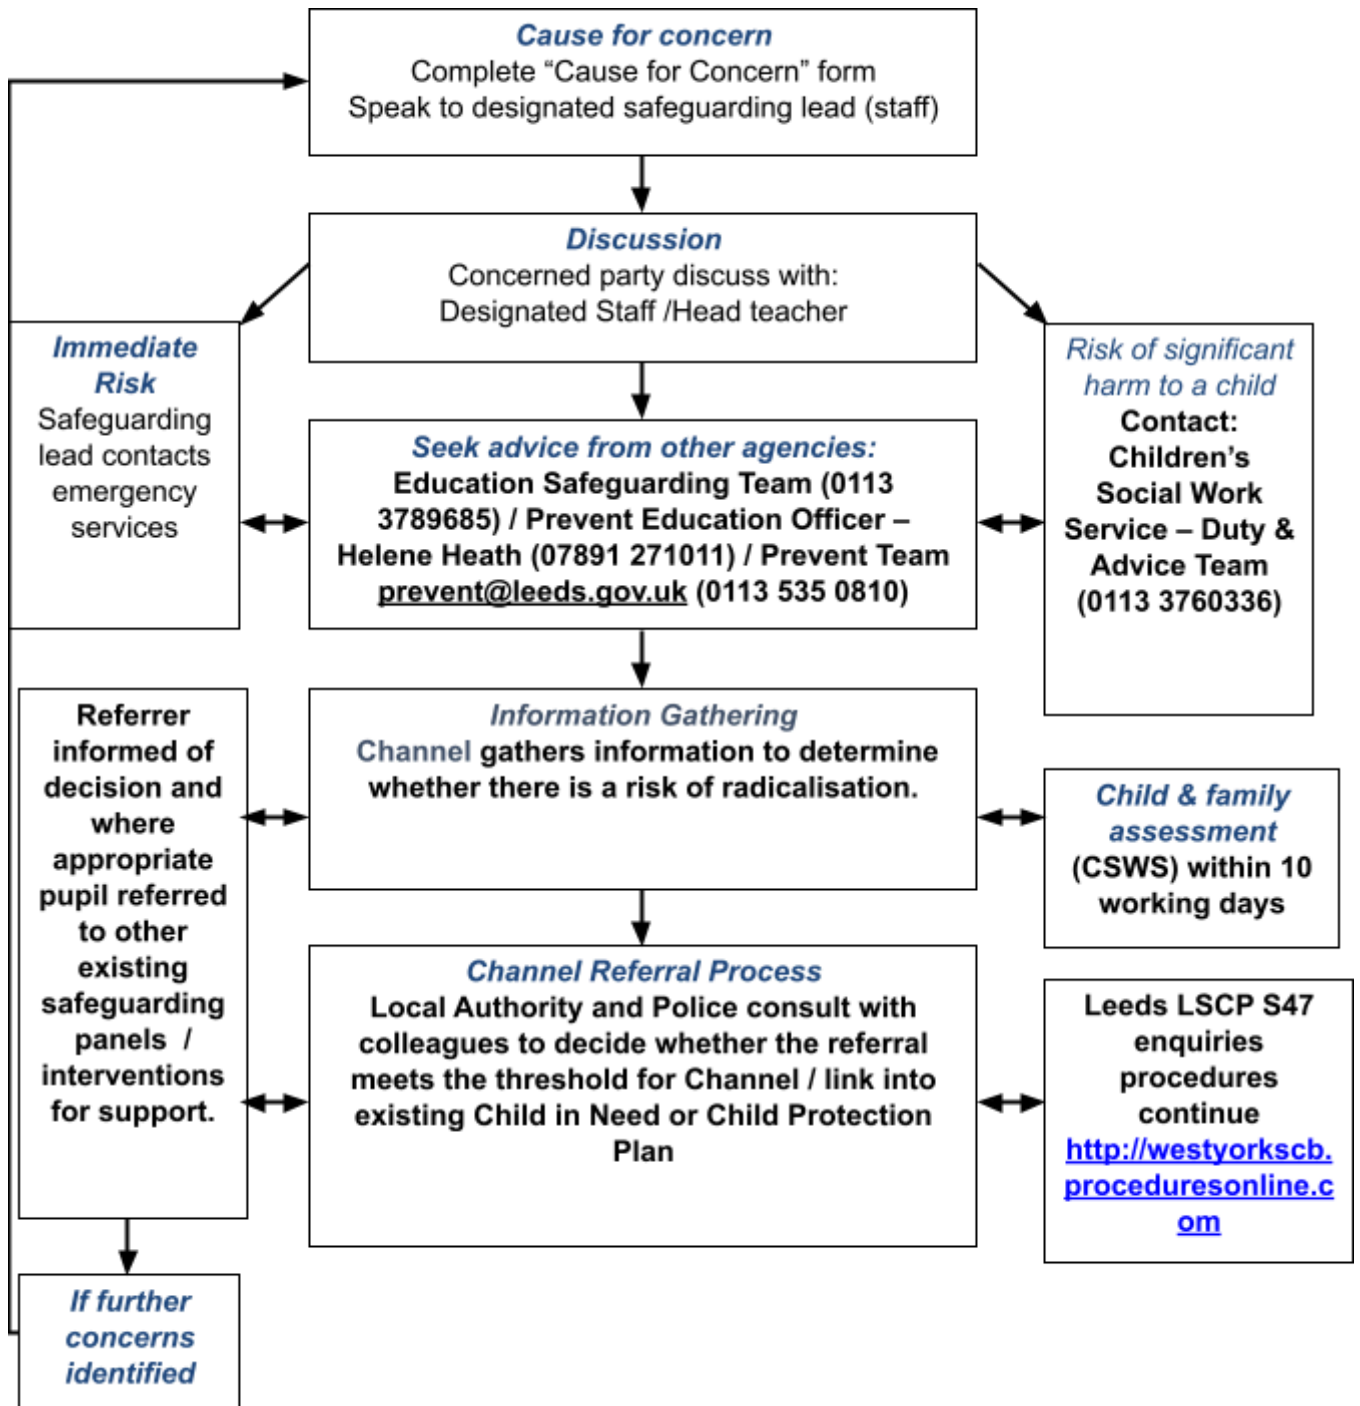 Cause for concern
Complete “Cause for Concern” form
Speak to designated safeguarding lead (staff)
Discussion
Concerned party discuss with:
Designated Staff /Head teacher
Immediate
Risk
Safeguarding
lead contacts
emergency
services
Seek advice from other agencies:
Education Safeguarding Team (0113
3789685) / Prevent Education Officer –
Helene Heath (07891 271011) / Prevent Team
prevent@leeds.gov.uk (0113 535 0810)
Risk of significant
harm to a child
Contact:
Children’s
Social Work
Service – Duty &
Advice Team
(0113 3760336)
Referrer
informed of
decision and
where
appropriate
pupil referred
to other
existing
safeguarding
panels /
interventions
for support.
Information Gathering
Channel gathers information to determine
whether there is a risk of radicalisation.
Child & family
assessment
(CSWS) within 10
working days
Channel Referral Process
Local Authority and Police consult with
colleagues to decide whether the referral
meets the threshold for Channel / link into
existing Child in Need or Child Protection
Plan
Leeds LSCP S47
enquiries
procedures
continue
http://westyorkscb.
proceduresonline.c
om
If further
concerns
identified